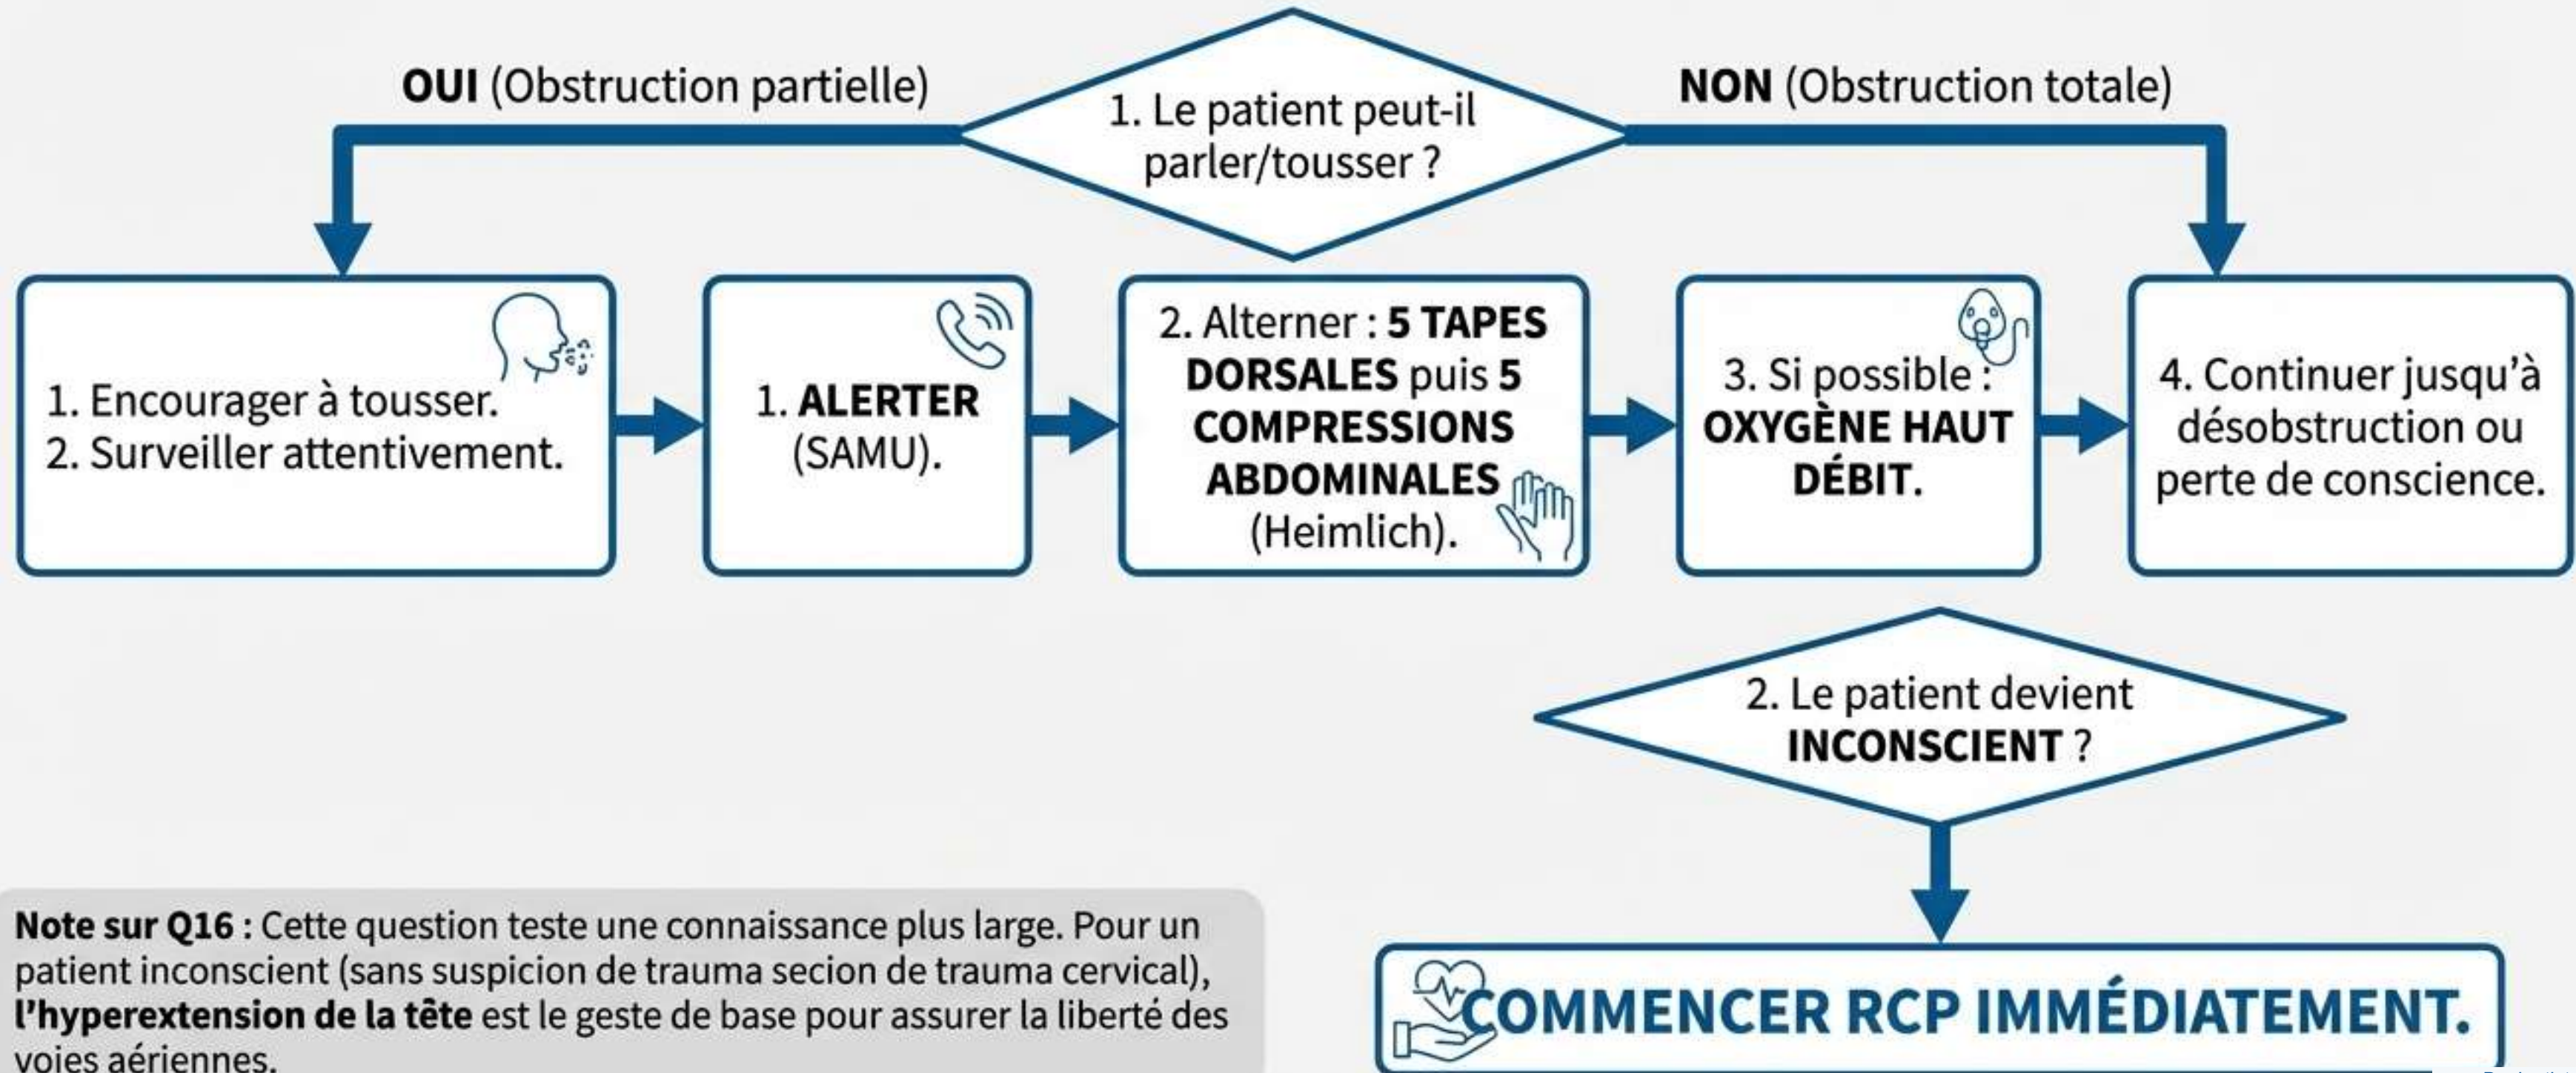 OUI (Obstruction partielle)
1. Le patient peut-il
parler/tousser ?
NON (Obstruction totale)
1. Encourager à tousser.
2. Surveiller attentivement.
1. ALERTER
(SAMU).
2. Alterner : 5 TAPES
DORSALES puis 5
COMPRESSIONS
ABDOMINALES
(Heimlich).
3. Si possible :
OXYGÈNE HAUT
DÉBIT.
4. Continuer jusqu’à
désobstruction ou
perte de conscience.
2. Le patient devient
INCONSCIENT ?
Note sur Q16 : Cette question teste une connaissance plus large. Pour un
patient inconscient (sans suspicion de trauma secion de trauma cervical),
l’hyperextension de la tête est le geste de base pour assurer la liberté des
voies aériennes.
COMMENCER RCP IMMÉDIATEMENT.